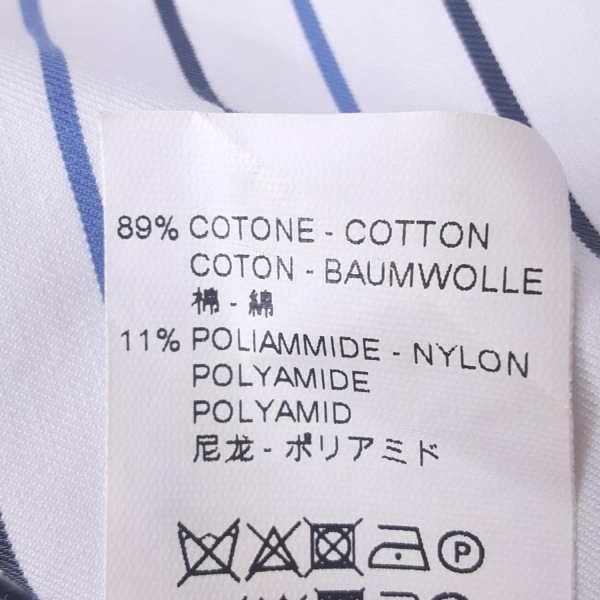 89% COTONE - COTTON
COTON - BAUMWOLLE
棉 - 綿
11% POLIAMMIDE - NYLON
POLYAMIDE
POLYAMID
尼龙 - ポリアミド
P